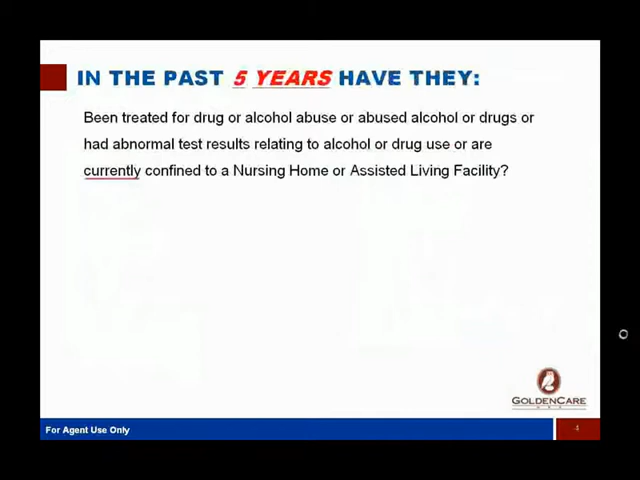 IN THE PAST 5 YEARS HAVE THEY:
Been treated for drug or alcohol abuse or abused alcohol or drugs or
had abnormal test results relating to alcohol or drug use or are
currently confined to a Nursing Home or Assisted Living Facility?
GOLDENCARE
For Agent Use Only
4